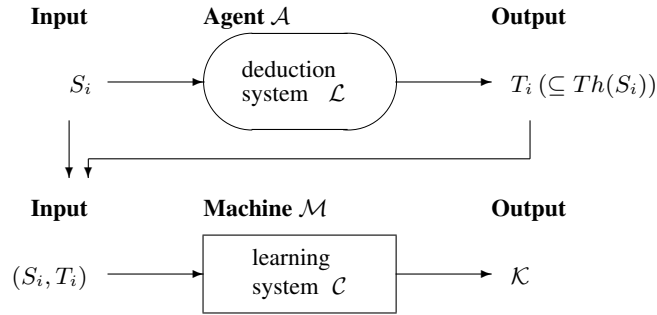 Input Agent 𝒜 Output
S_i deduction system ℒ T_i (⊆ Th(S_i))
Input Machine ℳ Output
(S_i, T_i) learning system 𝒞 𝒦